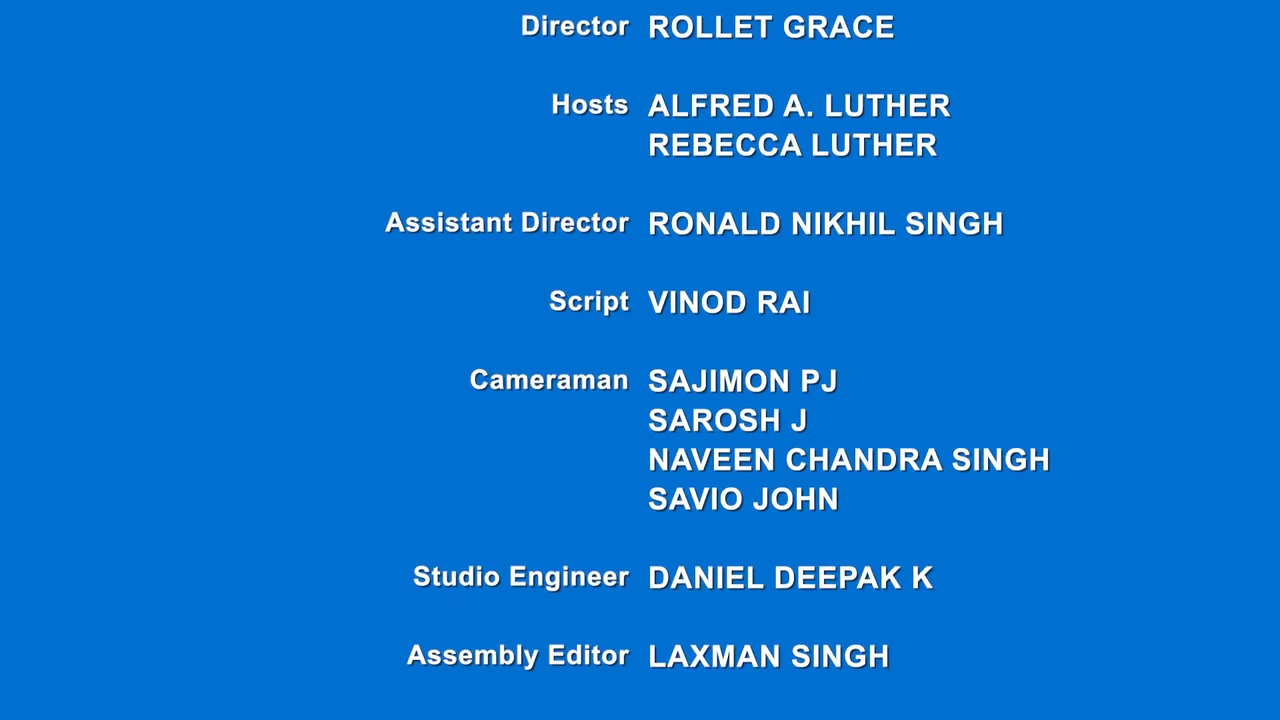 Director ROLLET GRACE
Hosts ALFRED A. LUTHER
REBECCA LUTHER
Assistant Director RONALD NIKHIL SINGH
Script VINOD RAI
Cameraman SAJIMON PJ
SAROSH J
NAVEEN CHANDRA SINGH
SAVIO JOHN
Studio Engineer DANIEL DEEPAK K
Assembly Editor LAXMAN SINGH